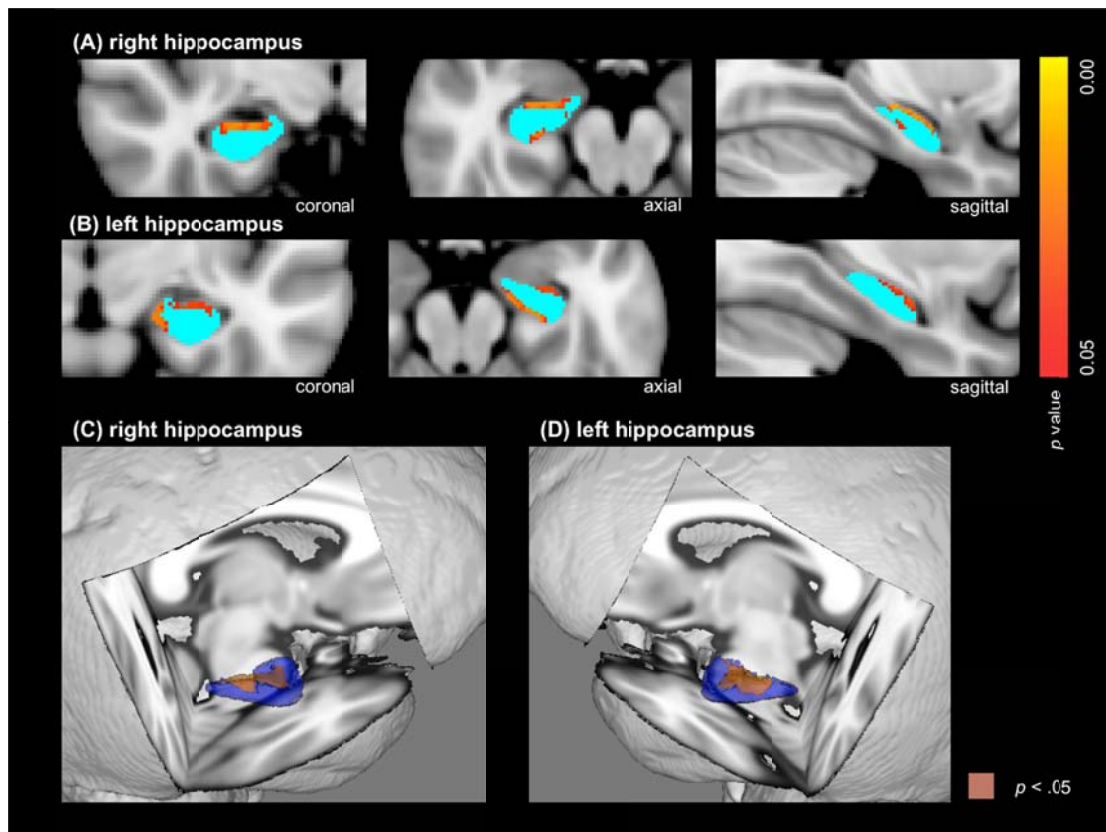 (A) right hippocampus
coronal
axial
sagittal
(B) left hippocampus
coronal
axial
sagittal
0.00
0.05
p value
(C) right hippocampus
(D) left hippocampus
p < .05